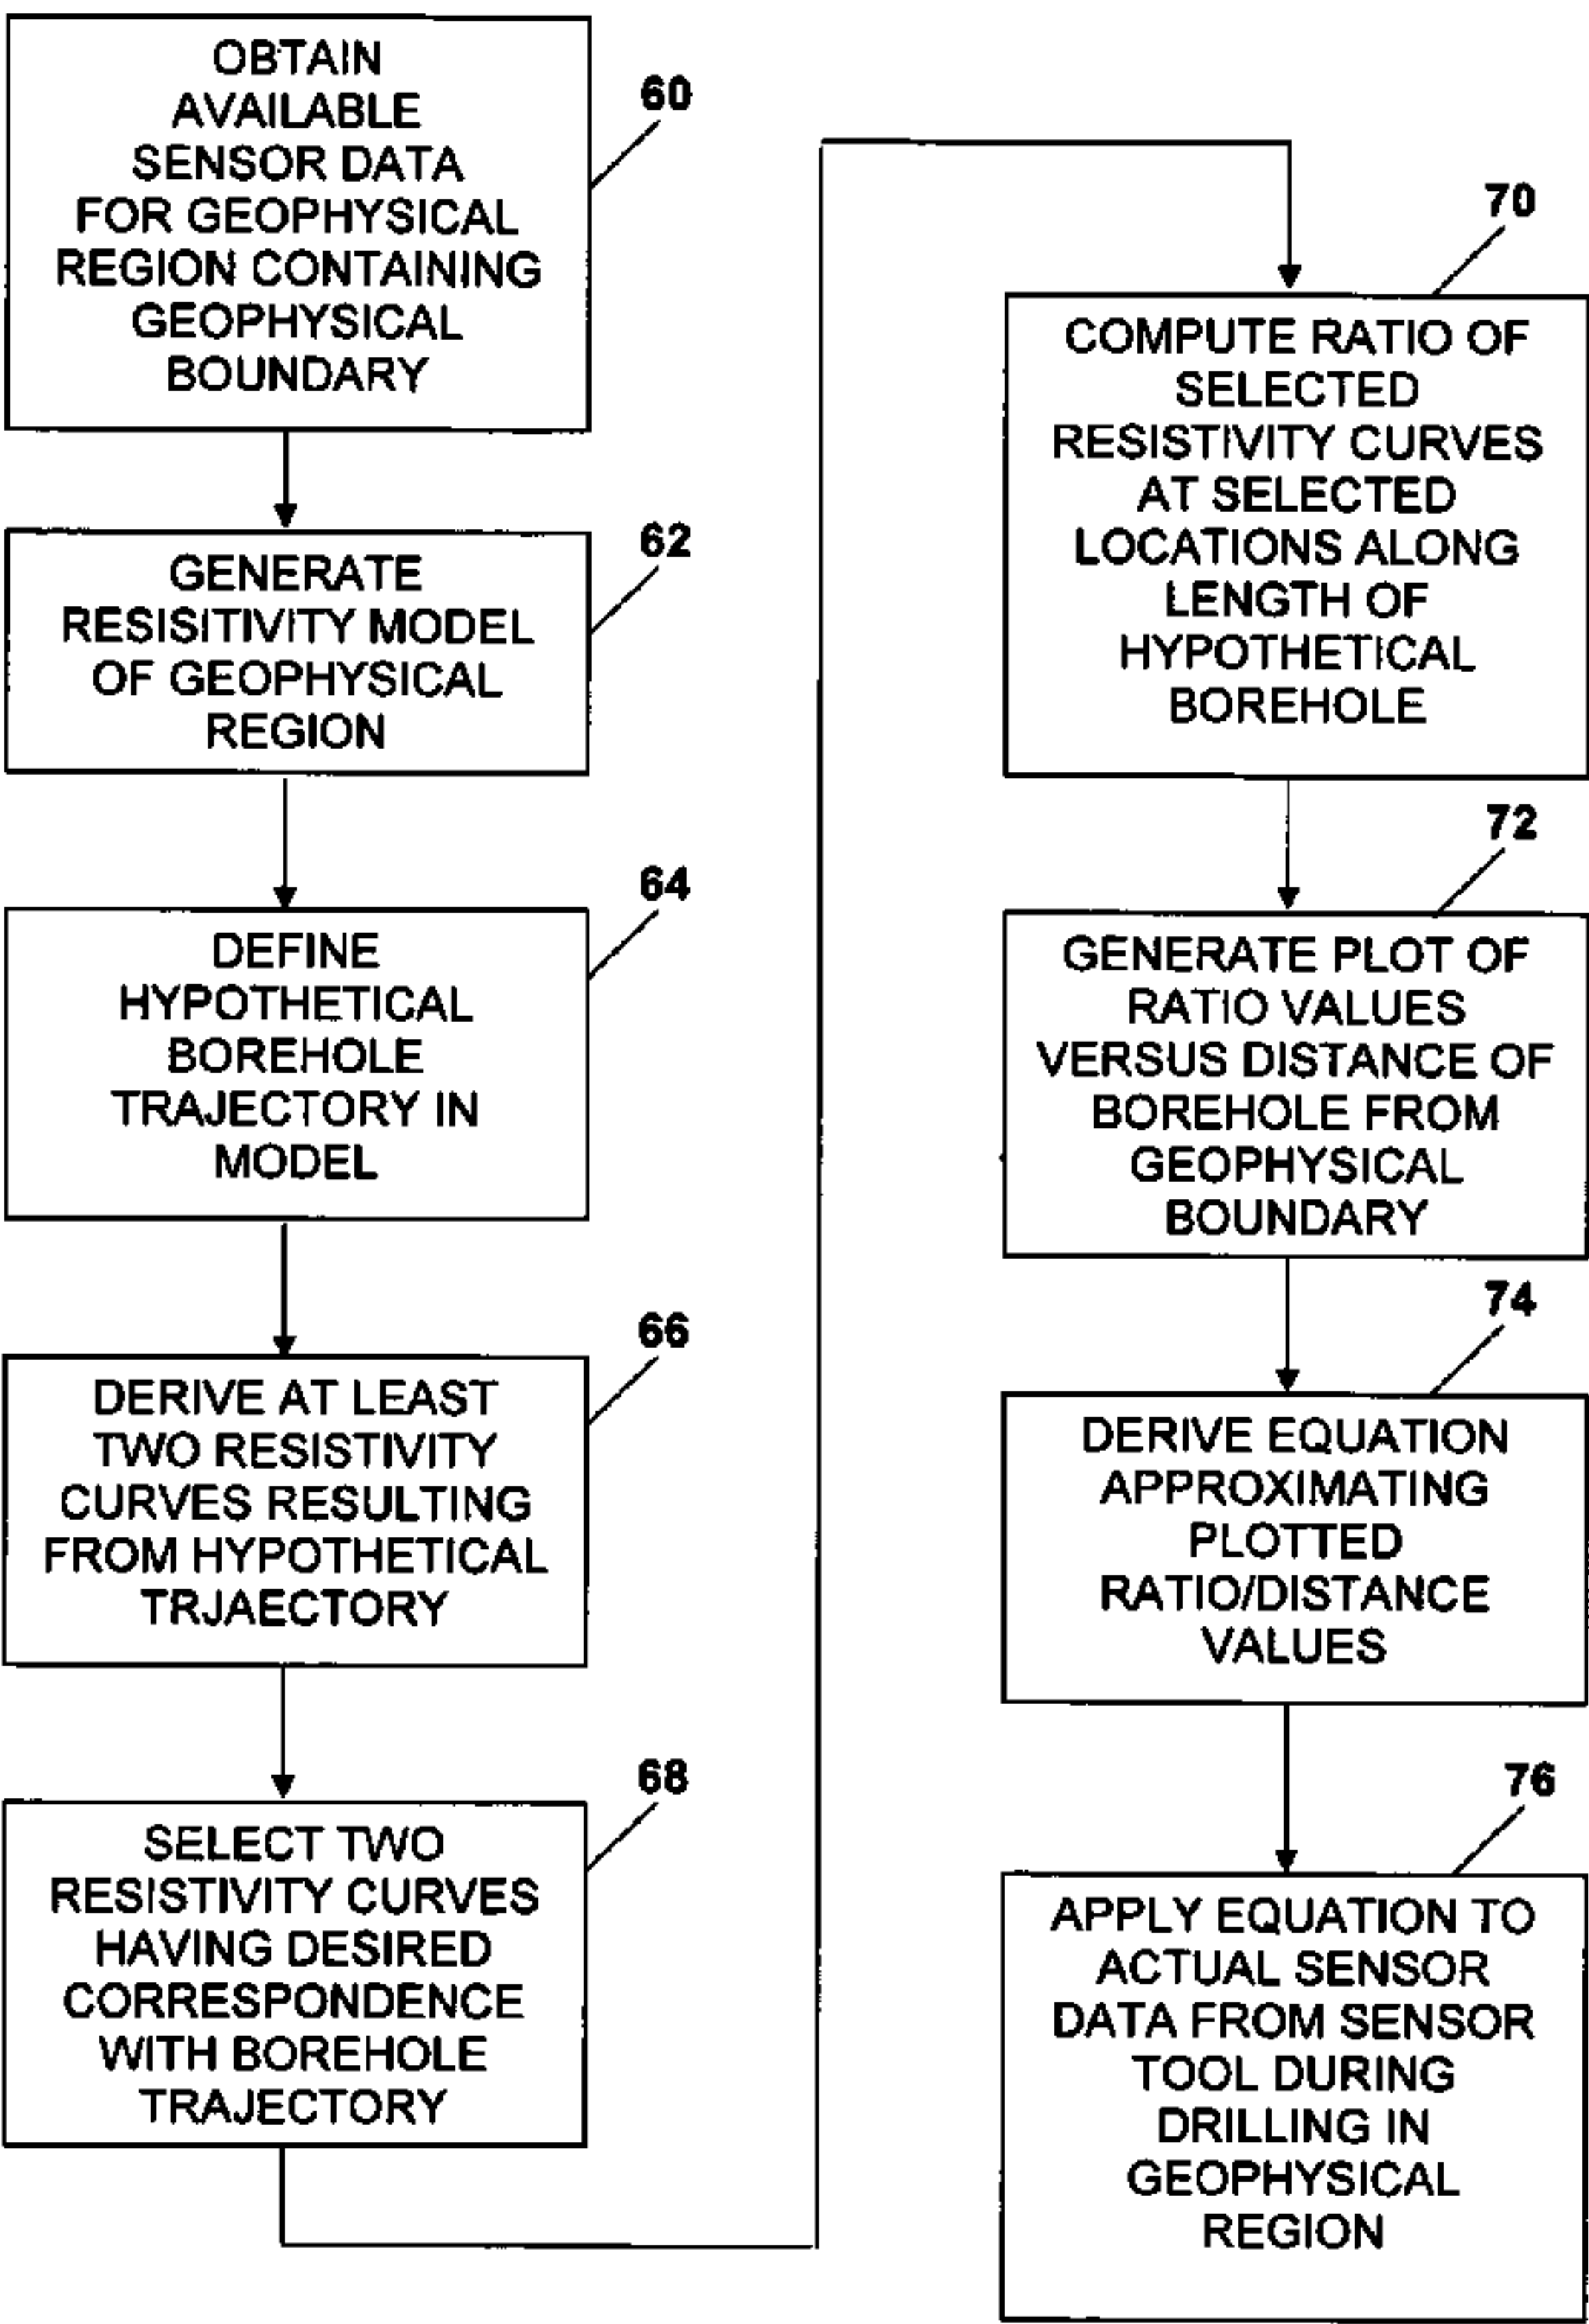 OBTAIN
AVAILABLE
SENSOR DATA
FOR GEOPHYSICAL
REGION CONTAINING
GEOPHYSICAL
BOUNDARY
60
GENERATE
RESISITIVITY MODEL
OF GEOPHYSICAL
REGION
62
DEFINE
HYPOTHETICAL
BOREHOLE
TRAJECTORY IN
MODEL
64
DERIVE AT LEAST
TWO RESISTIVITY
CURVES RESULTING
FROM HYPOTHETICAL
TRJAECTORY
66
SELECT TWO
RESISTIVITY CURVES
HAVING DESIRED
CORRESPONDENCE
WITH BOREHOLE
TRAJECTORY
68
COMPUTE RATIO OF
SELECTED
RESISTIVITY CURVES
AT SELECTED
LOCATIONS ALONG
LENGTH OF
HYPOTHETICAL
BOREHOLE
70
GENERATE PLOT OF
RATIO VALUES
VERSUS DISTANCE OF
BOREHOLE FROM
GEOPHYSICAL
BOUNDARY
72
DERIVE EQUATION
APPROXIMATING
PLOTTED
RATIO/DISTANCE
VALUES
74
APPLY EQUATION TO
ACTUAL SENSOR
DATA FROM SENSOR
TOOL DURING
DRILLING IN
GEOPHYSICAL
REGION
76